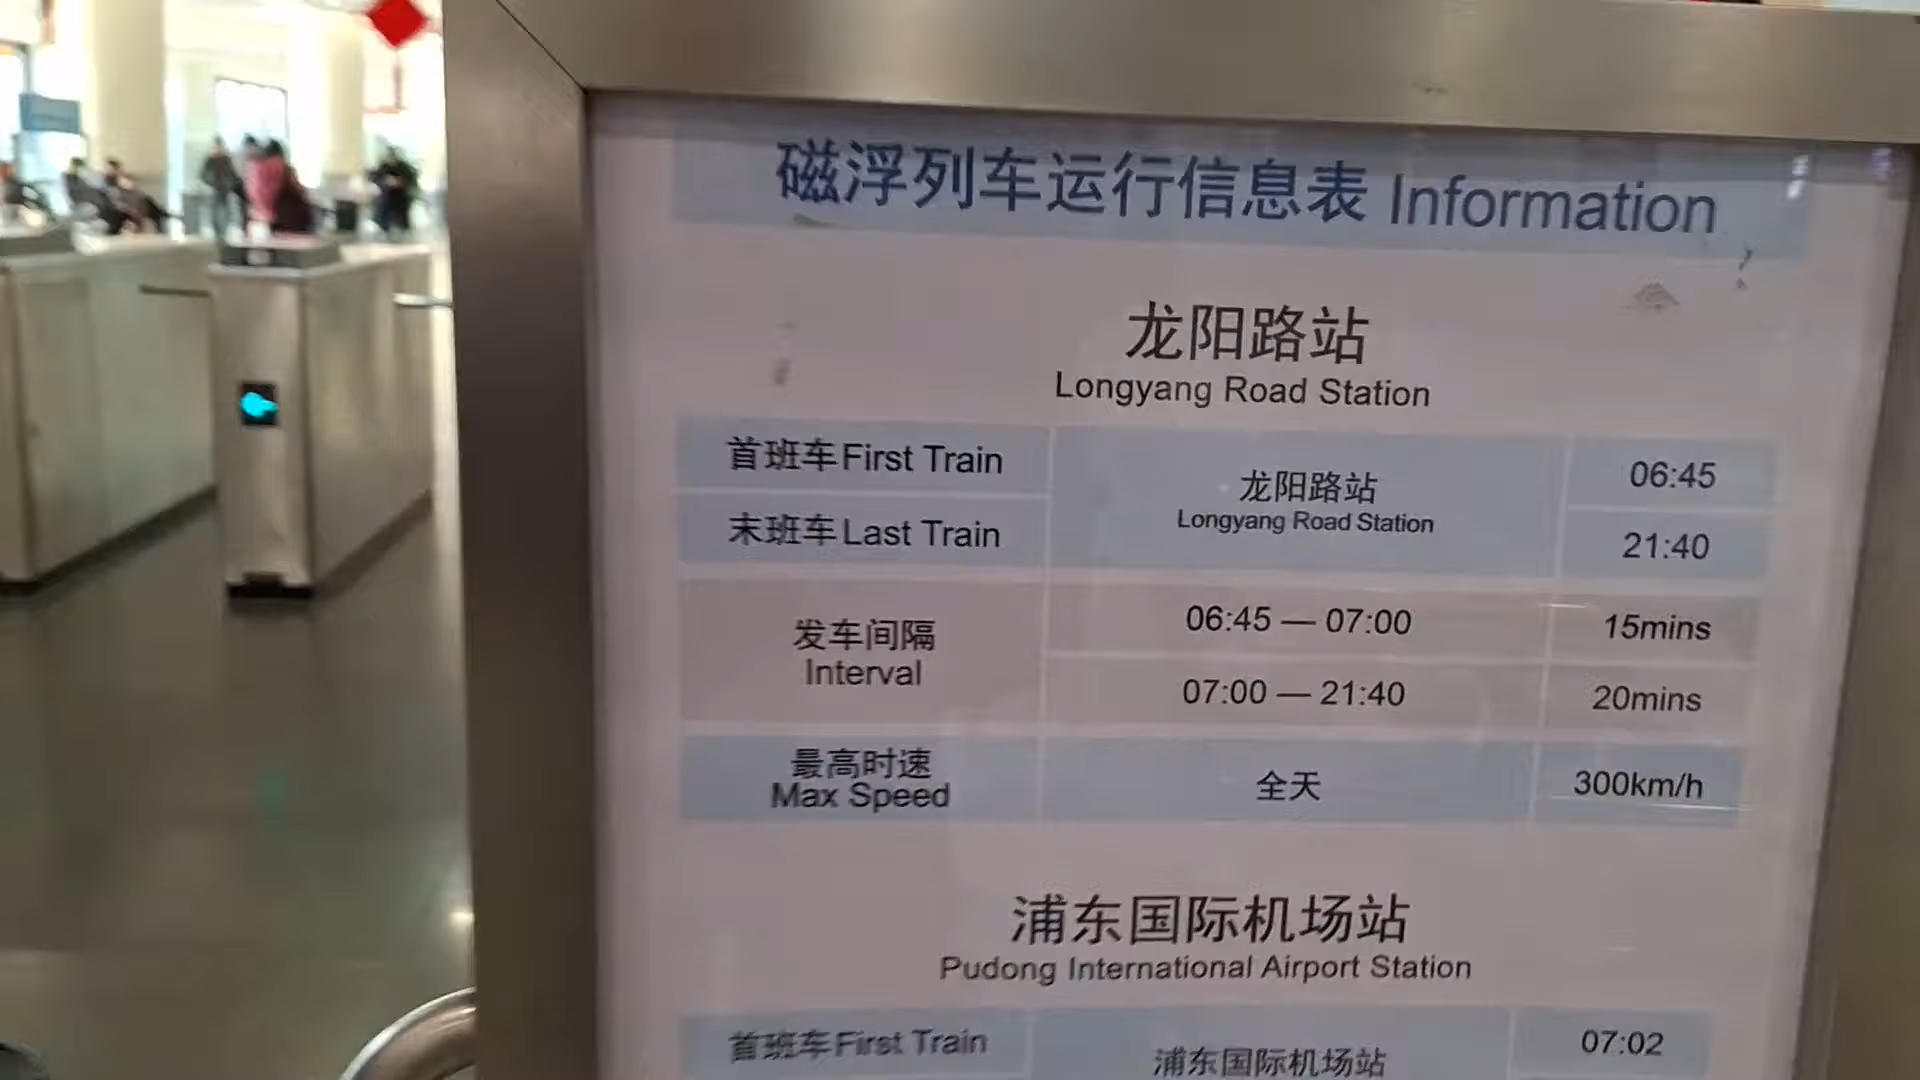 磁浮列车运行信息表 Information
龙阳路站
Longyang Road Station
首班车 First Train
龙阳路站
Longyang Road Station
06:45
末班车 Last Train
21:40
发车间隔
Interval
06:45 — 07:00
15mins
07:00 — 21:40
20mins
最高时速
Max Speed
全天
300km/h
浦东国际机场站
Pudong International Airport Station
首班车 First Train
浦东国际机场站
07:02